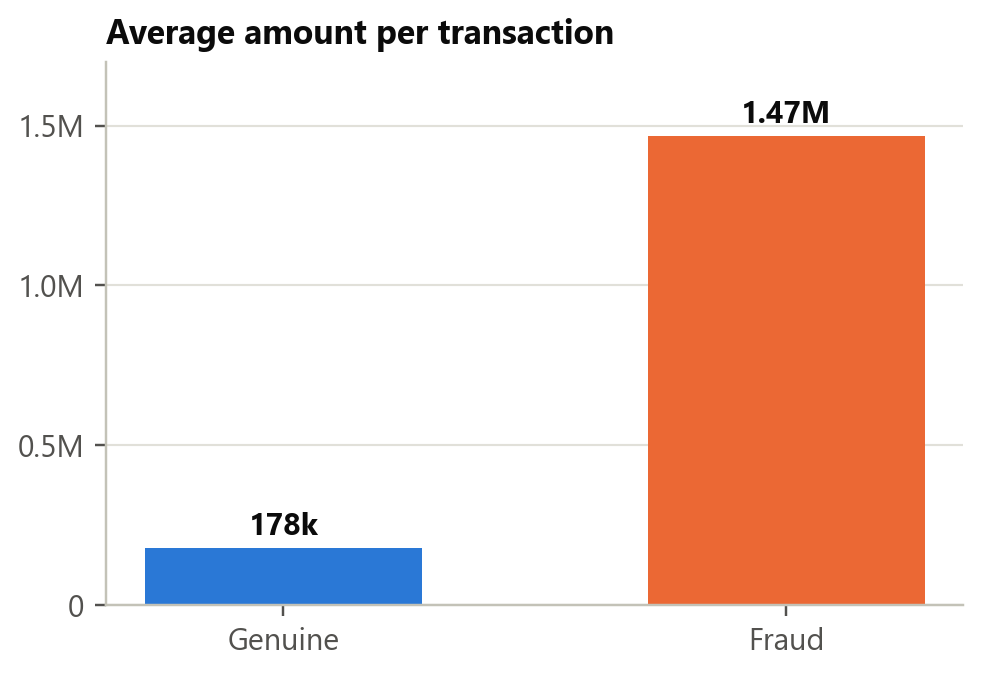 Average amount per transaction
1.5M
1.47M
1.0M
0.5M
178k
0
Genuine
Fraud